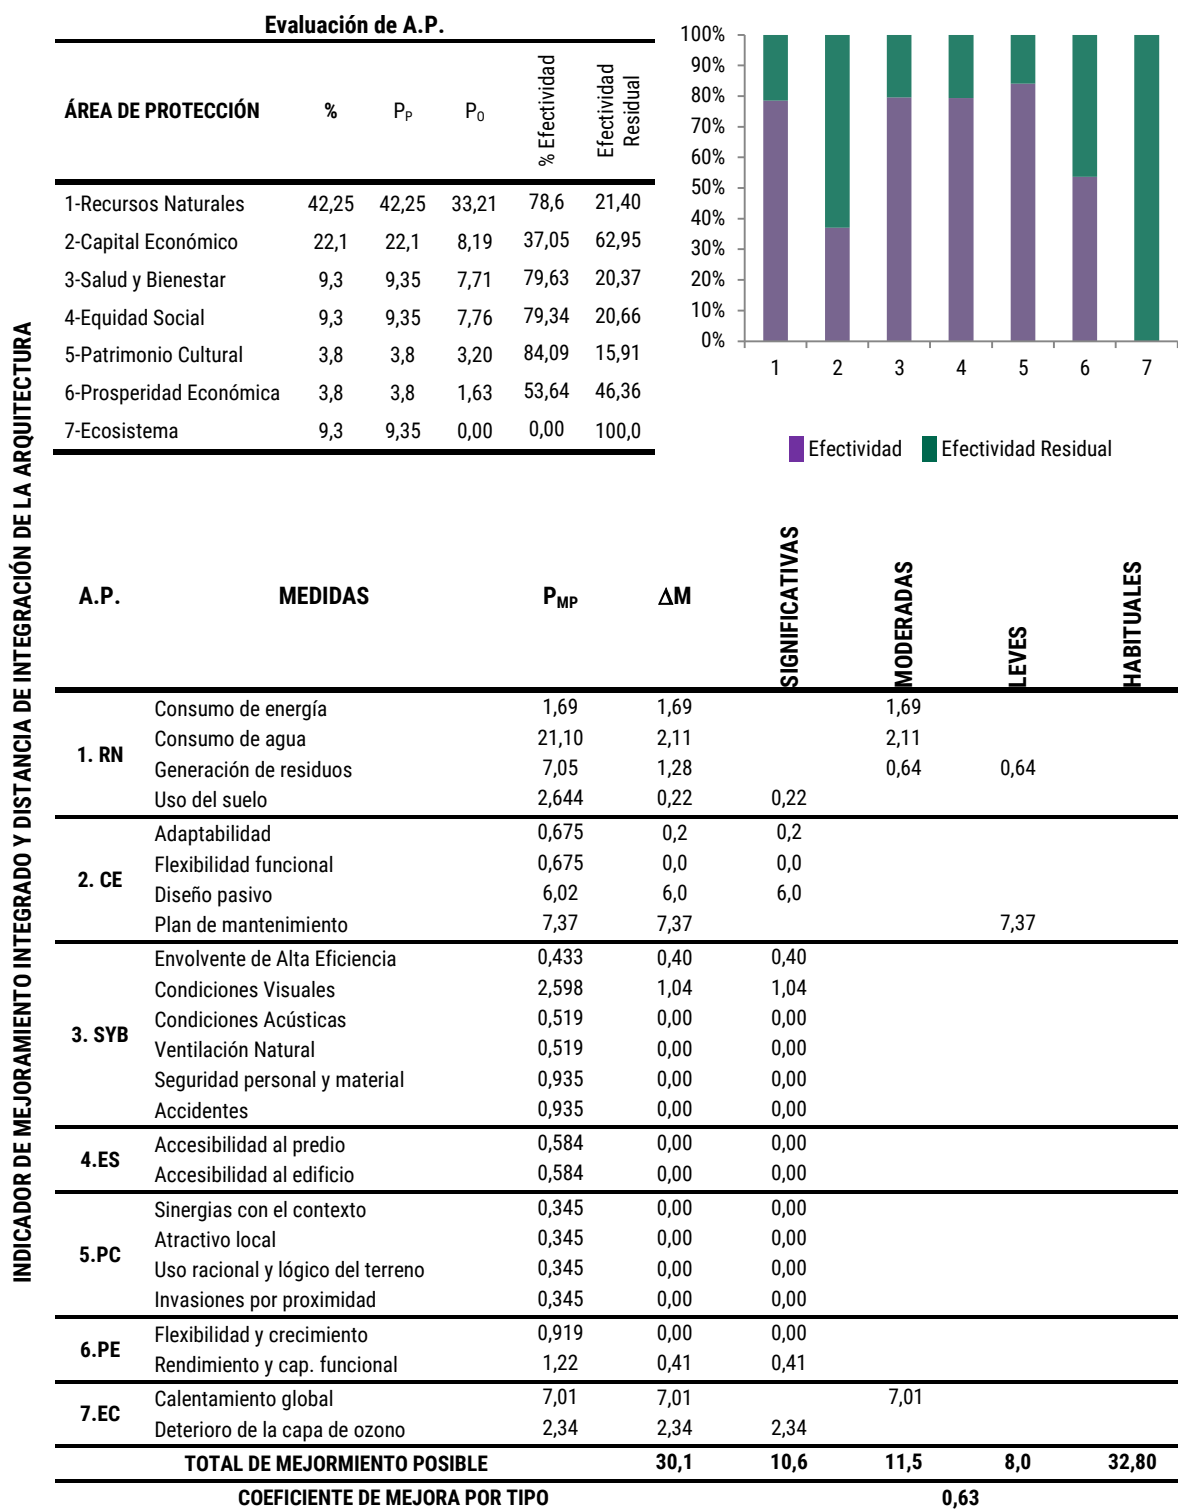 INDICADOR DE MEJORAMIENTO INTEGRADO Y DISTANCIA DE INTEGRACIÓN DE LA ARQUITECTURA
Evaluación de A.P.
ÁREA DE PROTECCIÓN % PP P0 % Efectividad Efectividad Residual
1-Recursos Naturales 42,25 42,25 33,21 78,6 21,40
2-Capital Económico 22,1 22,1 8,19 37,05 62,95
3-Salud y Bienestar 9,3 9,35 7,71 79,63 20,37
4-Equidad Social 9,3 9,35 7,76 79,34 20,66
5-Patrimonio Cultural 3,8 3,8 3,20 84,09 15,91
6-Prosperidad Económica 3,8 3,8 1,63 53,64 46,36
7-Ecosistema 9,3 9,35 0,00 0,00 100,0
100%
90%
80%
70%
60%
50%
40%
30%
20%
10%
0%
1 2 3 4 5 6 7
Efectividad Efectividad Residual
A.P. MEDIDAS PMP ΔM SIGNIFICATIVAS MODERADAS LEVES HABITUALES
1. RN
Consumo de energía 1,69 1,69 1,69
Consumo de agua 21,10 2,11 2,11
Generación de residuos 7,05 1,28 0,64 0,64
Uso del suelo 2,644 0,22 0,22
2. CE
Adaptabilidad 0,675 0,2 0,2
Flexibilidad funcional 0,675 0,0 0,0
Diseño pasivo 6,02 6,0 6,0
Plan de mantenimiento 7,37 7,37 7,37
3. SYB
Envolvente de Alta Eficiencia 0,433 0,40 0,40
Condiciones Visuales 2,598 1,04 1,04
Condiciones Acústicas 0,519 0,00 0,00
Ventilación Natural 0,519 0,00 0,00
Seguridad personal y material 0,935 0,00 0,00
Accidentes 0,935 0,00 0,00
4.ES
Accesibilidad al predio 0,584 0,00 0,00
Accesibilidad al edificio 0,584 0,00 0,00
5.PC
Sinergias con el contexto 0,345 0,00 0,00
Atractivo local 0,345 0,00 0,00
Uso racional y lógico del terreno 0,345 0,00 0,00
Invasiones por proximidad 0,345 0,00 0,00
6.PE
Flexibilidad y crecimiento 0,919 0,00 0,00
Rendimiento y cap. funcional 1,22 0,41 0,41
7.EC
Calentamiento global 7,01 7,01 7,01
Deterioro de la capa de ozono 2,34 2,34 2,34
TOTAL DE MEJORMIENTO POSIBLE 30,1 10,6 11,5 8,0 32,80
COEFICIENTE DE MEJORA POR TIPO 0,63